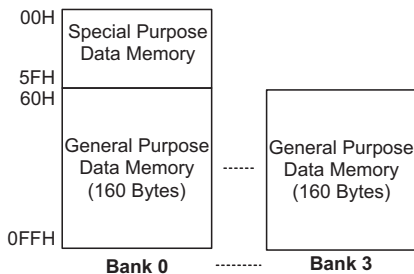 00H
Special Purpose
Data Memory
5FH
60H
General Purpose
Data Memory
(160 Bytes)
General Purpose
Data Memory
(160 Bytes)
0FFH
Bank 0
Bank 3